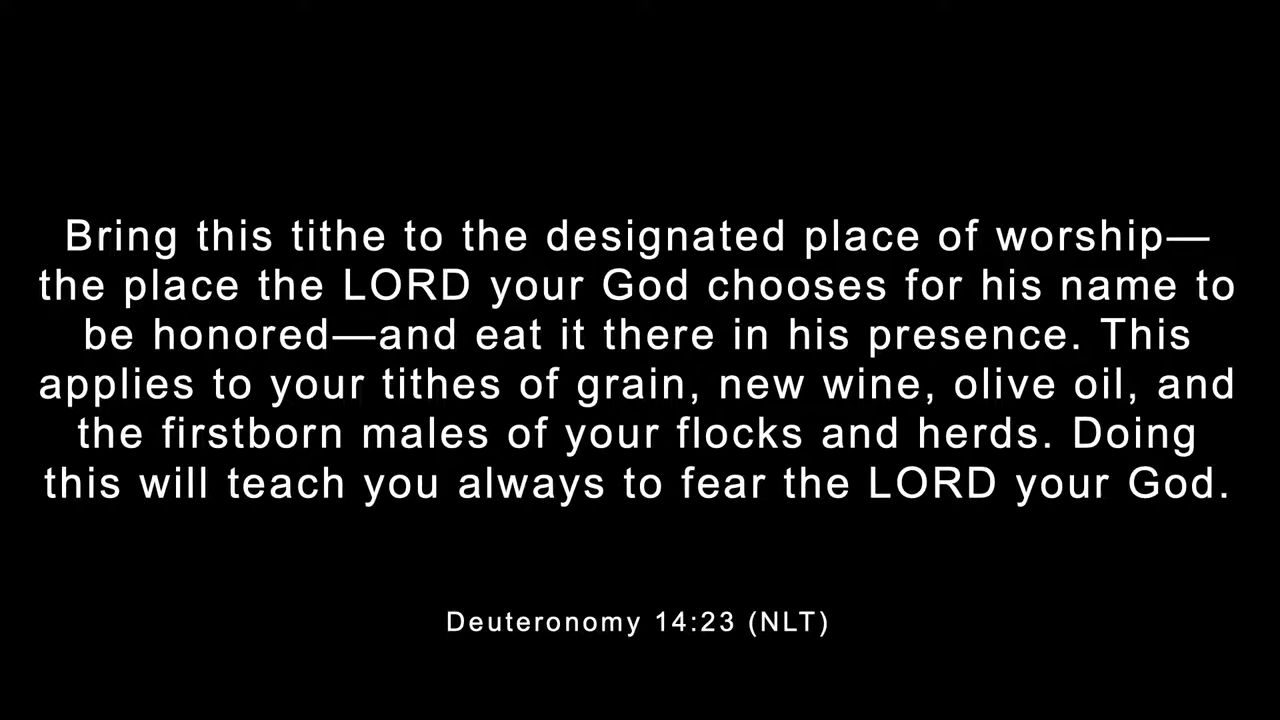 Bring this tithe to the designated place of worship—
the place the LORD your God chooses for his name to
be honored—and eat it there in his presence. This
applies to your tithes of grain, new wine, olive oil, and
the firstborn males of your flocks and herds. Doing
this will teach you always to fear the LORD your God.
Deuteronomy 14:23 (NLT)